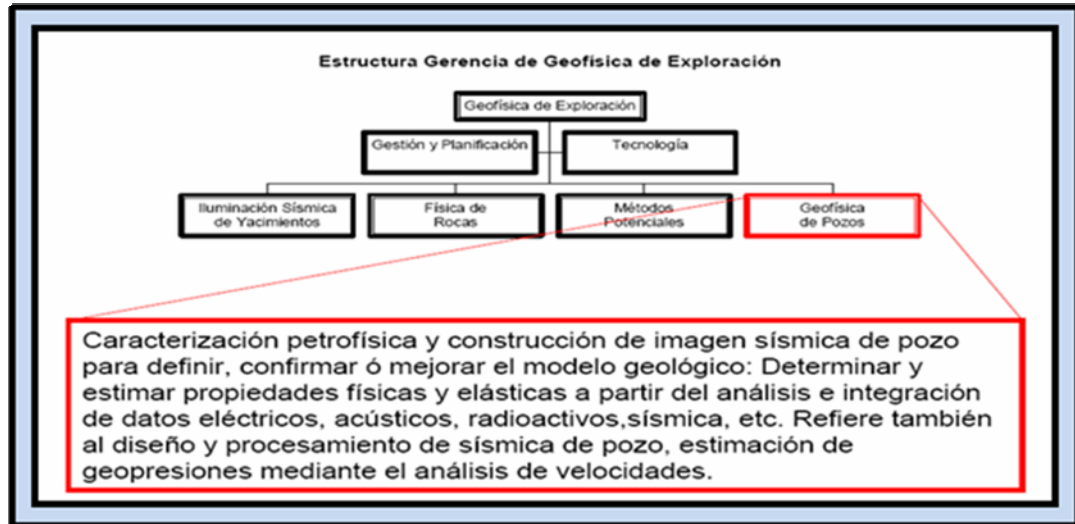 Estructura Gerencia de Geofísica de Exploración
Geofísica de Exploración
Gestión y Planificación
Tecnología
Iluminación Sísmica
de Yacimientos
Física de
Rocas
Métodos
Potenciales
Geofísica
de Pozos
Caracterización petrofísica y construcción de imagen sísmica de pozo
para definir, confirmar ó mejorar el modelo geológico: Determinar y
estimar propiedades físicas y elásticas a partir del análisis e integración
de datos eléctricos, acústicos, radioactivos,sísmica, etc. Refiere también
al diseño y procesamiento de sísmica de pozo, estimación de
geopresiones mediante el análisis de velocidades.